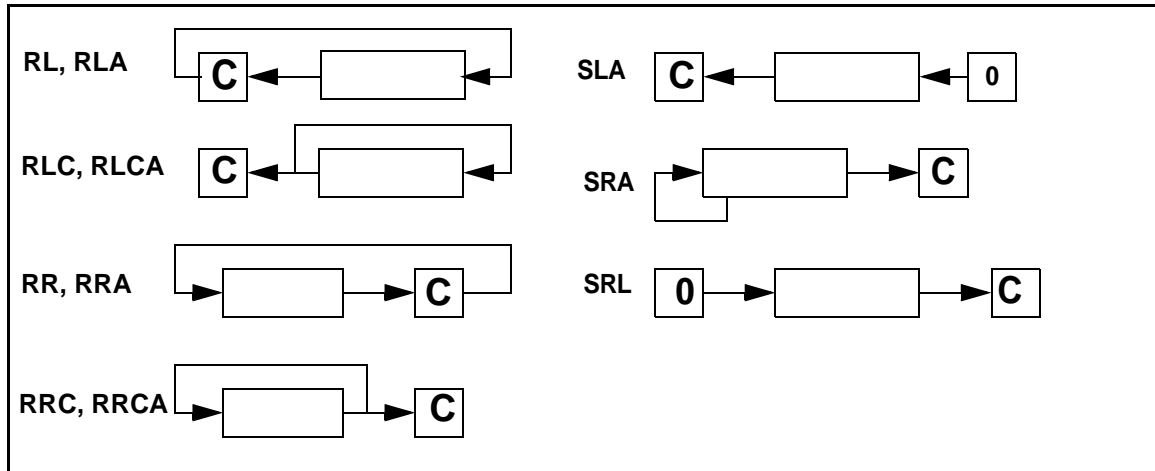 RL, RLA C
RLC, RLCA C
RR, RRA C
RRC, RRCA C
SLA C 0
SRA C
SRL 0 C